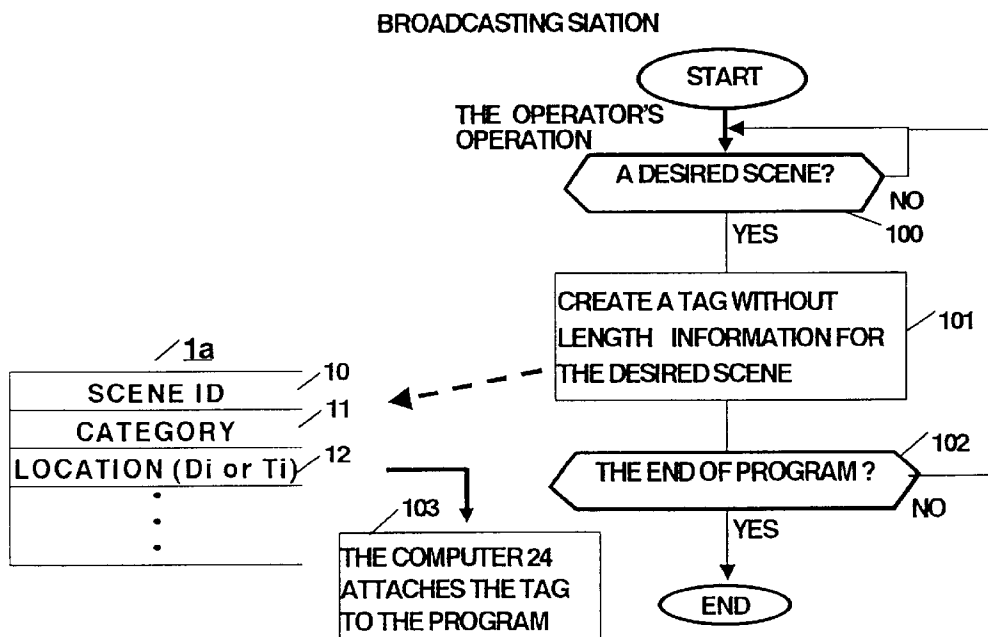 BROADCASTING SIATION
START
THE OPERATOR'S
OPERATION
A DESIRED SCENE?
NO
100
YES
CREATE A TAG WITHOUT
LENGTH INFORMATION FOR
THE DESIRED SCENE
101
1a
SCENE ID
10
CATEGORY
11
LOCATION (Di or Ti)
12
THE END OF PROGRAM ?
102
NO
YES
103
THE COMPUTER 24
ATTACHES THE TAG
TO THE PROGRAM
END